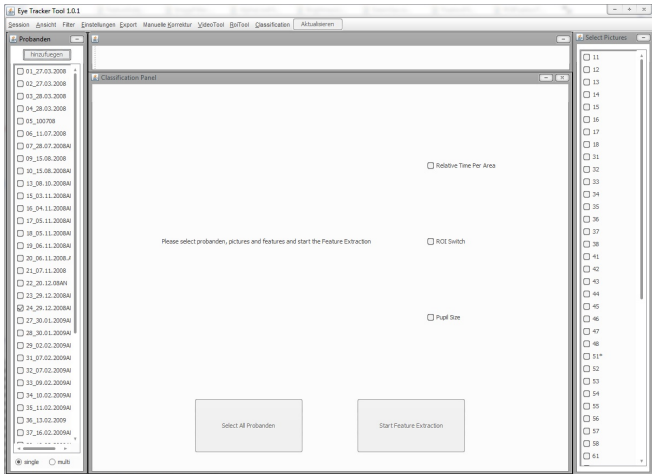 Eye Tracker Tool 1.0.1
Session Ansicht Filter Einstellungen Export Manuelle Korrektur VideoTool RoiTool Classification Aktualisieren
Probanden
hinzufuegen
01_27.03.2008
02_27.03.2008
03_28.03.2008
04_28.03.2008
05_100708
06_11.07.2008
07_28.07.2008AI
09_15.08.2008
10_15.08.2008AI
13_08.10.2008AI
15_03.11.2008AI
16_04.11.2008AI
17_05.11.2008AI
18_05.11.2008AI
19_06.11.2008AI
20_06.11.2008.A
21_07.11.2008
22_20.12.08AN
23_29.12.2008AI
24_29.12.2008AI
27_30.01.2009AI
28_30.01.2009AI
29_02.02.2009AI
31_07.02.2009AI
32_07.02.2009AI
33_09.02.2009AI
34_10.02.2009AI
35_11.02.2009AI
36_13.02.2009
37_16.02.2009AI
single multi
Classification Panel
Relative Time Per Area
Please select probanden, pictures and features and start the Feature Extraction
ROI Switch
Pupil Size
Select All Probanden
Start Feature Extraction
Select Pictures
11
12
13
14
15
16
17
18
31
32
33
34
35
36
37
38
41
42
43
44
45
46
47
48
51*
52
53
54
55
56
57
58
61